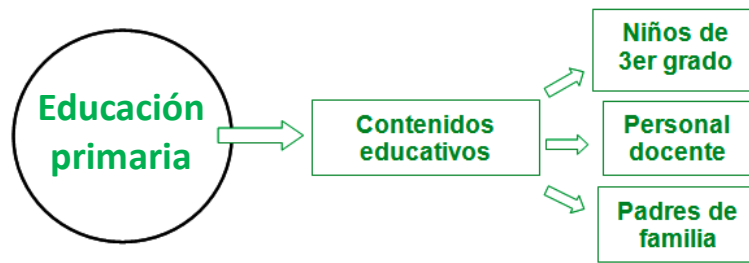 Educación
primaria
Contenidos
educativos
Niños de
3er grado
Personal
docente
Padres de
familia